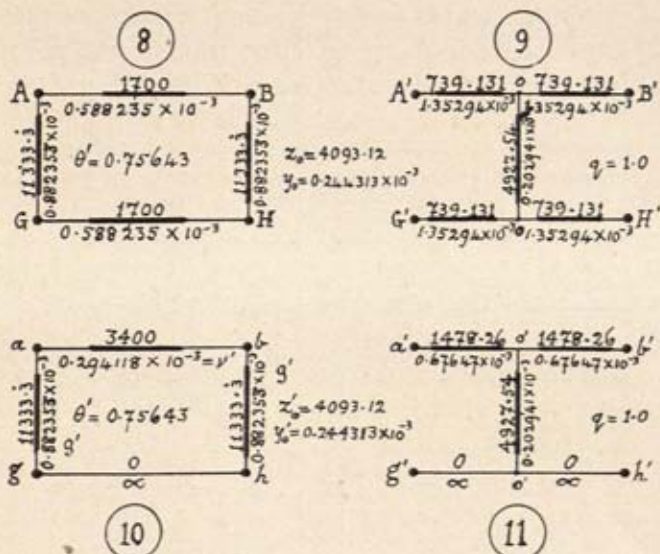 8
A 1700 B
0.588235 × 10⁻³
11333.3̇
0.882353×10⁻³
θ' = 0.75643
11,333.3̇
0.882353×10⁻³
z₀ = 4093.12
y₀ = 0.244313×10⁻³
G 1700 H
0.588235 × 10⁻³
9
A' 739.131 o 739.131 B'
1.35294×10⁻³ 1.35294×10⁻³
4927.54
0.202941×10⁻³
q = 1.0
G' 739.131 739.131 H'
1.35294×10⁻³ o 1.35294×10⁻³
a 3400 b
0.294118 × 10⁻³ = ν'
11333.3̇
0.882353×10⁻³
g'
θ' = 0.75643
11,333.3̇
0.882353×10⁻³
g'
z₀' = 4093.12
y₀' = 0.244313×10⁻³
g 0 h
∞
10
a' 1478.26 o' 1478.26 b'
0.67647×10⁻³ 0.67647×10⁻³
4927.54
0.202941×10⁻³
q = 1.0
g' 0 0 h'
∞ o' ∞
11